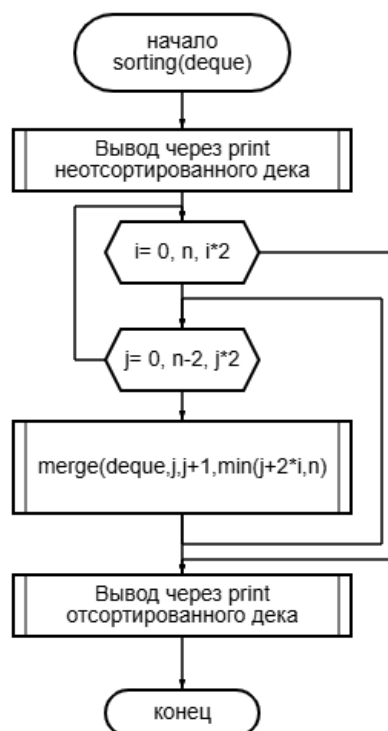 начало
sorting(deque)
Вывод через print
неотсортированного дека
i= 0, n, i*2
j= 0, n-2, j*2
merge(deque,j,j+1,min(j+2*i,n)
Вывод через print
отсортированного дека
конец